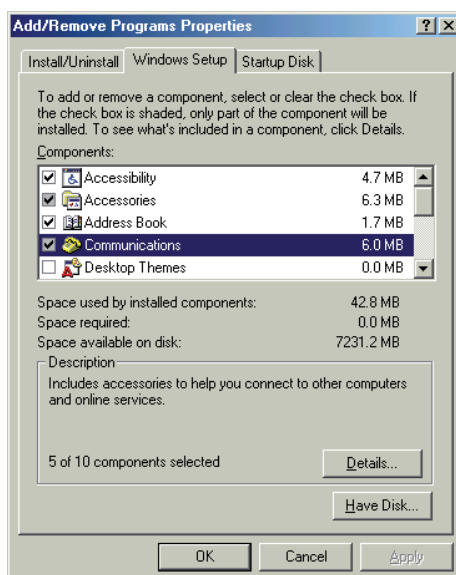 Add/Remove Programs Properties
Install/Uninstall Windows Setup Startup Disk
To add or remove a component, select or clear the check box. If
the check box is shaded, only part of the component will be
installed. To see what's included in a component, click Details.
Components:
Accessibility 4.7 MB
Accessories 6.3 MB
Address Book 1.7 MB
Communications 6.0 MB
Desktop Themes 0.0 MB
Space used by installed components: 42.8 MB
Space required: 0.0 MB
Space available on disk: 7231.2 MB
Description
Includes accessories to help you connect to other computers
and online services.
5 of 10 components selected
Details...
Have Disk...
OK Cancel Apply